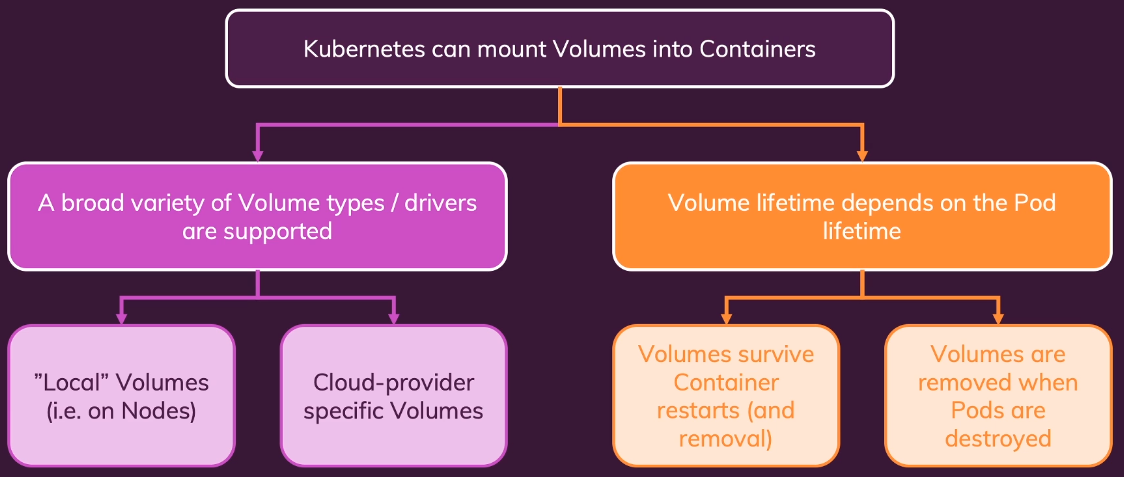 Kubernetes can mount Volumes into Containers
A broad variety of Volume types / drivers
are supported
Volume lifetime depends on the Pod
lifetime
”Local” Volumes
(i.e. on Nodes)
Cloud-provider
specific Volumes
Volumes survive
Container
restarts (and
removal)
Volumes are
removed when
Pods are
destroyed